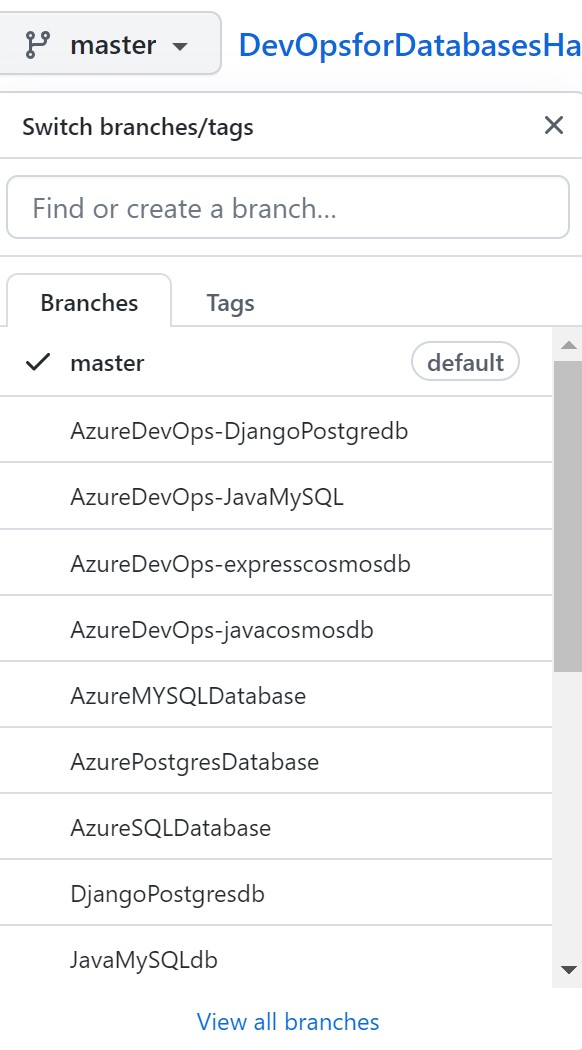 master DevOpsforDatabasesHa
Switch branches/tags
Find or create a branch...
Branches Tags
master default
AzureDevOps-DjangoPostgredb
AzureDevOps-JavaMySQL
AzureDevOps-expresscosmosdb
AzureDevOps-javacosmosdb
AzureMYSQLDatabase
AzurePostgresDatabase
AzureSQLDatabase
DjangoPostgresdb
JavaMySQLdb
View all branches